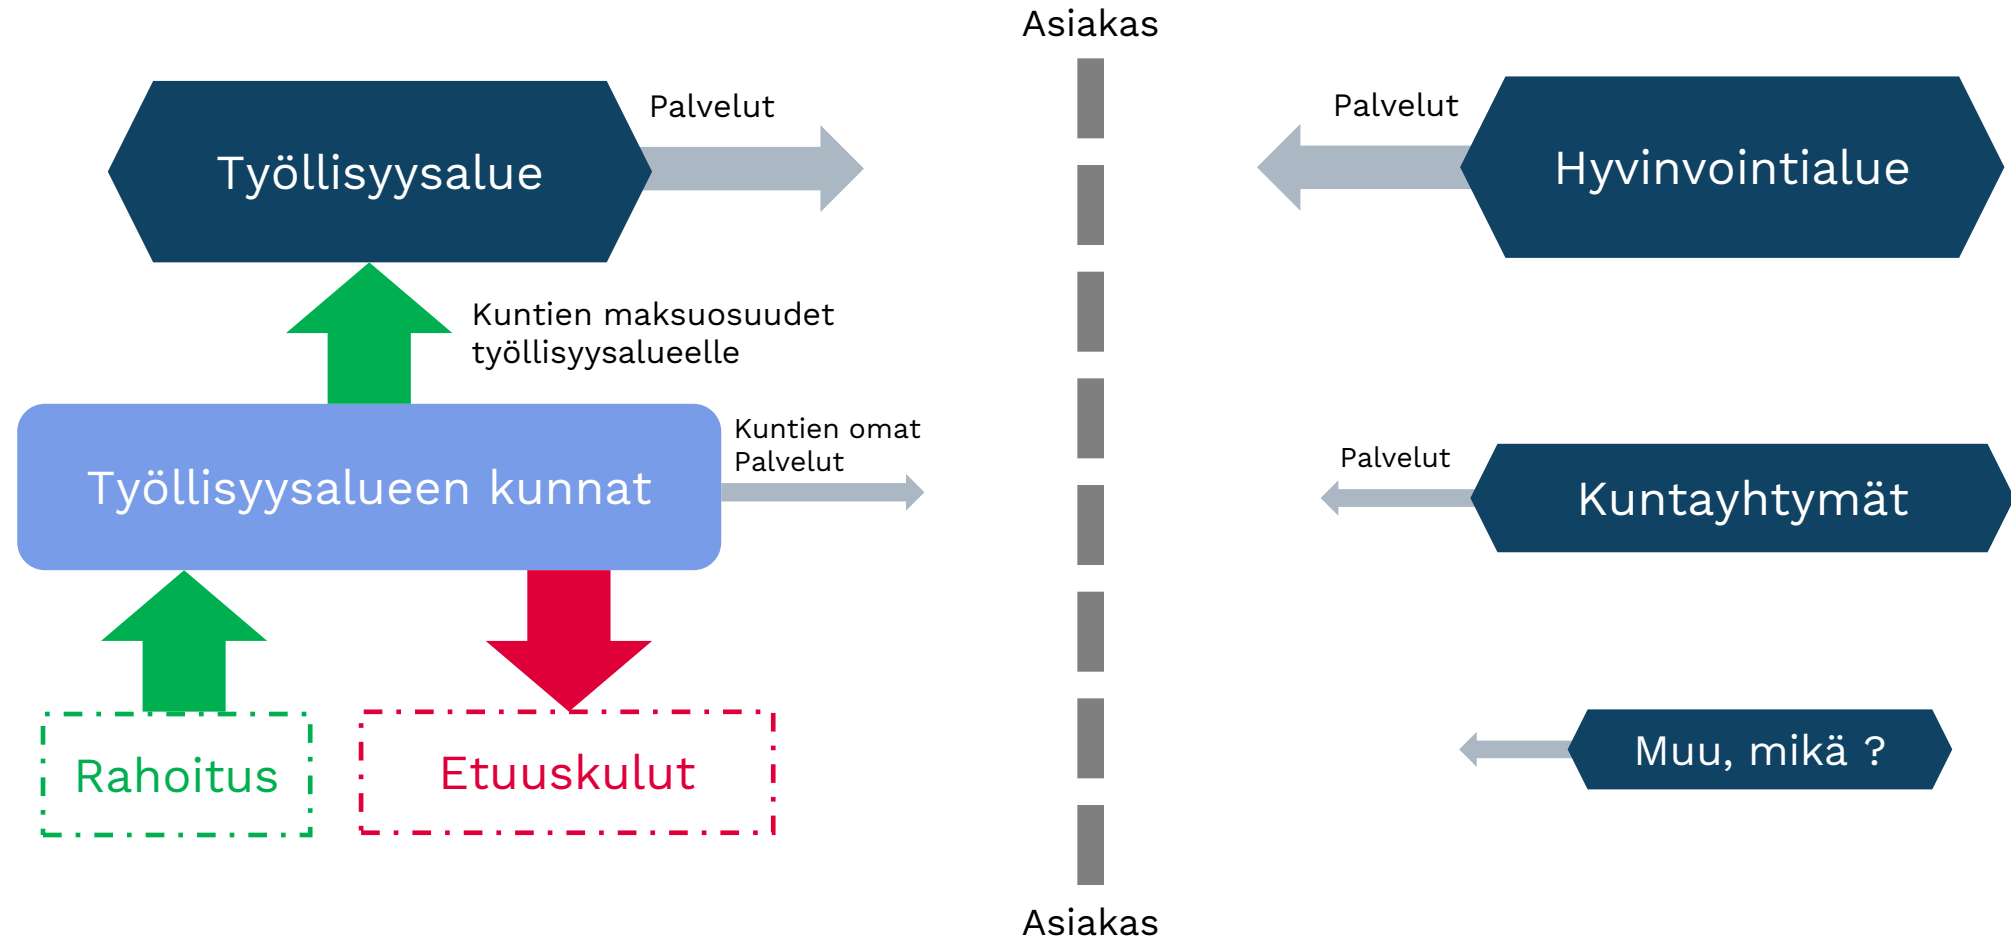 Asiakas
Palvelut
Työllisyysalue
Palvelut
Hyvinvointialue
Kuntien maksuosuudet
työllisyysalueelle
Kuntien omat
Palvelut
Työllisyysalueen kunnat
Palvelut
Kuntayhtymät
Rahoitus
Etuuskulut
Muu, mikä ?
Asiakas